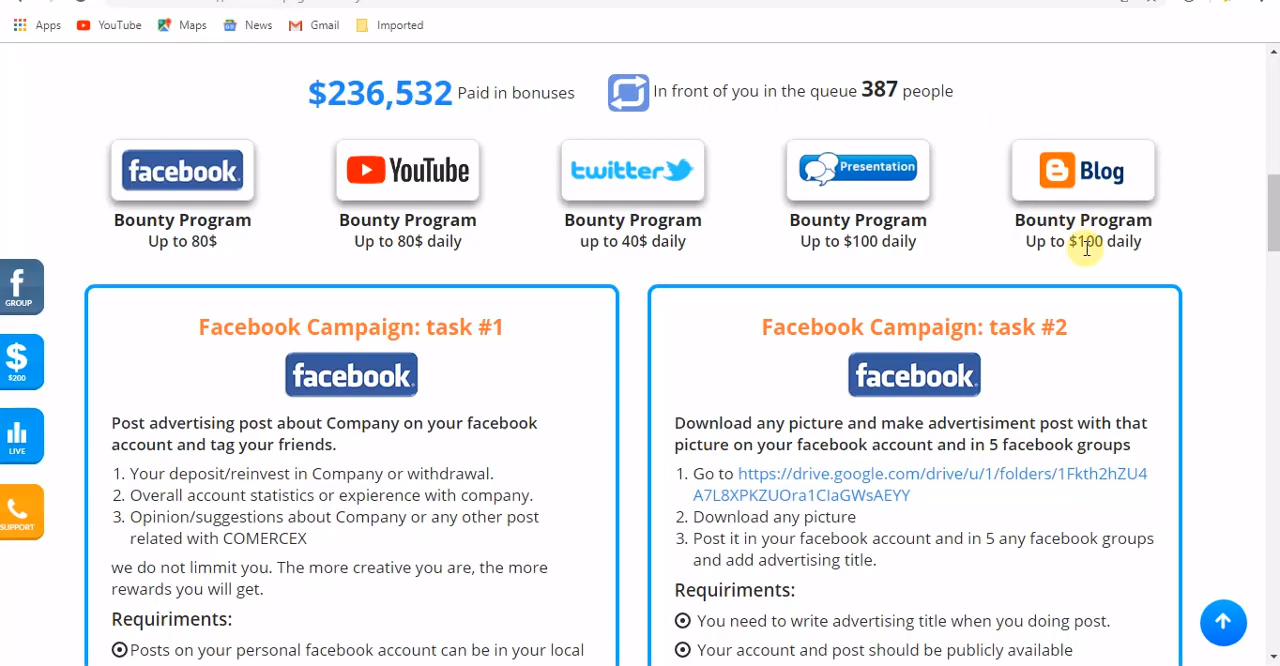 Apps YouTube Maps News Gmail Imported
$236,532 Paid in bonuses In front of you in the queue 387 people
facebook. YouTube twitter Presentation Blog
Bounty Program Bounty Program Bounty Program Bounty Program Bounty Program
Up to 80$ Up to 80$ daily up to 40$ daily Up to $100 daily Up to $100 daily
GROUP
$200
LIVE
SUPPORT
Facebook Campaign: task #1
facebook.
Post advertising post about Company on your facebook
account and tag your friends.
1. Your deposit/reinvest in Company or withdrawal.
2. Overall account statistics or expierence with company.
3. Opinion/suggestions about Company or any other post
related with COMERCEX
we do not limmit you. The more creative you are, the more
rewards you will get.
Requiriments:
Posts on your personal facebook account can be in your local
Facebook Campaign: task #2
facebook.
Download any picture and make advertisiment post with that
picture on your facebook account and in 5 facebook groups
1. Go to https://drive.google.com/drive/u/1/folders/1Fkth2hZU4
A7L8XPKZUOra1CIaGWsAEYY
2. Download any picture
3. Post it in your facebook account and in 5 any facebook groups
and add advertising title.
Requiriments:
You need to write advertising title when you doing post.
Your account and post should be publicly available